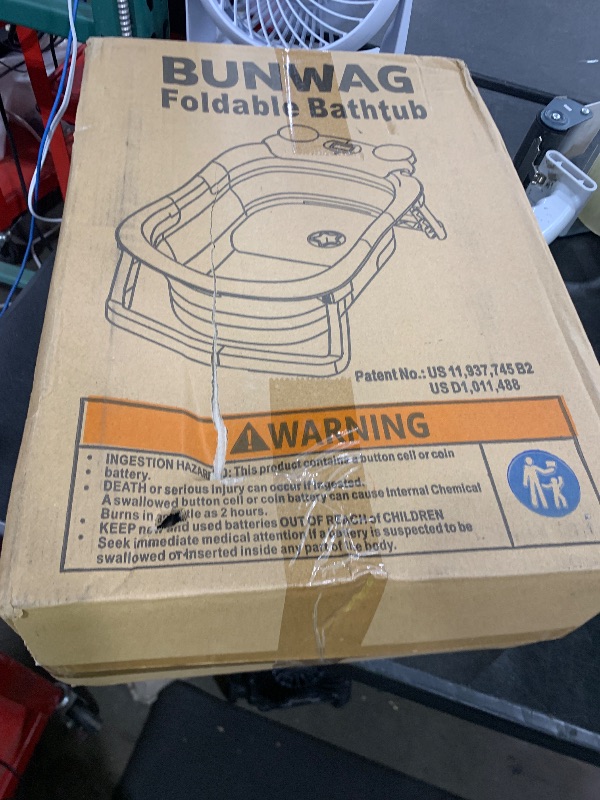 BUNWAG
Foldable Bathtub
Patent No.: US 11,937,745 B2
US D1,011,488
WARNING
• INGESTION HAZARD: This product contains a button cell or coin
• battery.
• DEATH or serious injury can occur if ingested.
A swallowed button cell or coin battery can cause Internal Chemical
Burns in as 2 hours.
• KEEP new and used batteries OUT OF REACH of CHILDREN
• Seek immediate medical attention if a battery is suspected to be
swallowed or inserted inside any part of the body.